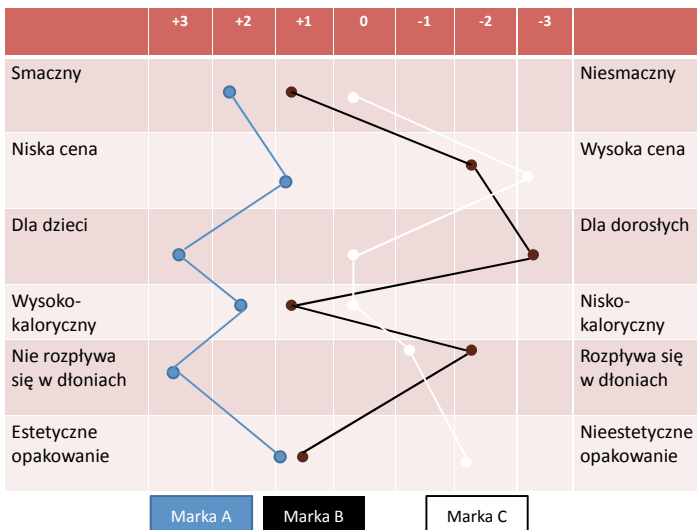 +3 +2 +1 0 -1 -2 -3
Smaczny Niesmaczny
Niska cena Wysoka cena
Dla dzieci Dla dorosłych
Wysoko- Nisko-
kaloryczny kaloryczny
Nie rozpływa Rozpływa się
się w dłoniach w dłoniach
Estetyczne Nieestetyczne
opakowanie opakowanie
Marka A Marka B Marka C